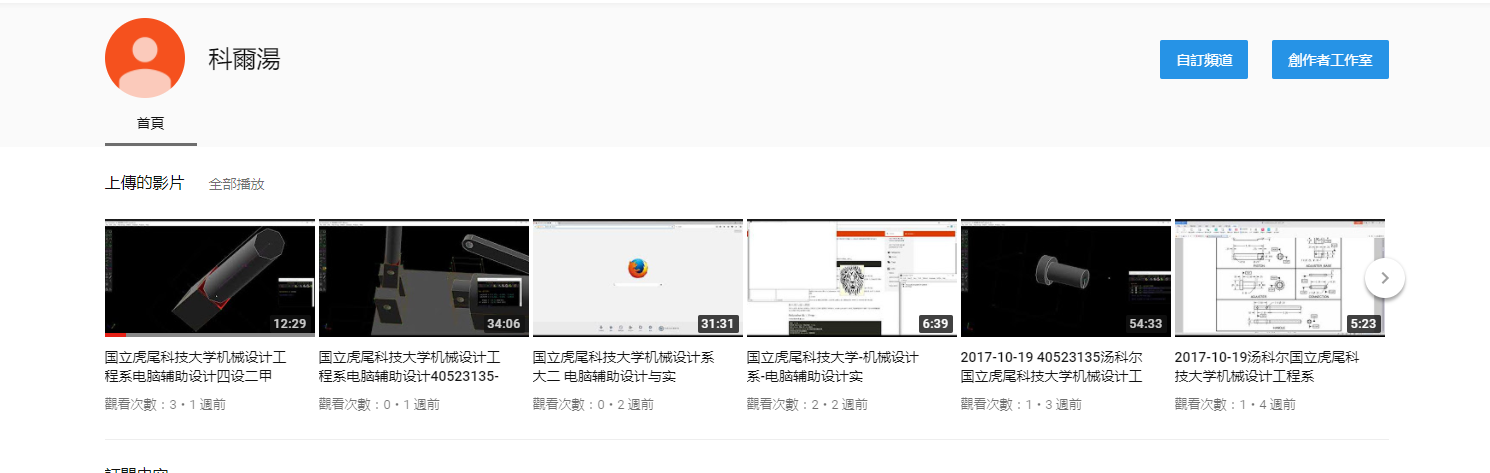 科爾湯
自訂頻道
創作者工作室
首頁
上傳的影片 全部播放
12:29
34:06
31:31
6:39
54:33
5:23
国立虎尾科技大学机械设计工
程系电脑辅助设计四设二甲
觀看次數：3 • 1 週前
国立虎尾科技大学机械设计工
程系电脑辅助设计40523135-
觀看次數：0 • 1 週前
国立虎尾科技大学机械设计系
大二 电脑辅助设计与实
觀看次數：0 • 2 週前
国立虎尾科技大学-机械设计
系-电脑辅助设计实
觀看次數：2 • 2 週前
2017-10-19 40523135汤科尔
国立虎尾科技大学机械设计工
觀看次數：1 • 3 週前
2017-10-19汤科尔国立虎尾科
技大学机械设计工程系
觀看次數：1 • 4 週前